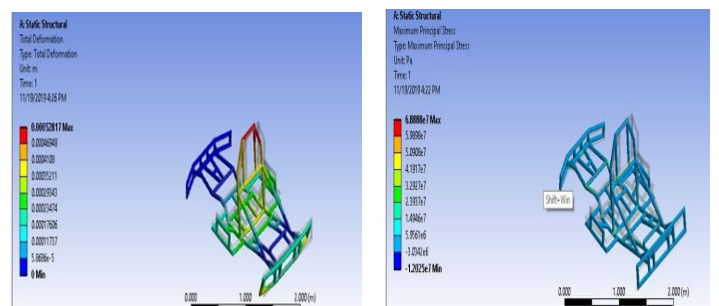 A: Static Structural
Total Deformation
Type: Total Deformation
Unit: m
Time: 1
11/19/2019 4:26 PM
0.00052817 Max
0.00046948
0.0004108
0.00035211
0.00029343
0.00023474
0.00017606
0.00011737
5.8686e-5
0 Min
0.000
1.000
2.000 (m)
A: Static Structural
Maximum Principal Stress
Type: Maximum Principal Stress
Unit: Pa
Time: 1
11/19/2019 4:22 PM
6.8888e7 Max
5.9898e7
5.0908e7
4.1917e7
3.2927e7
2.3937e7
1.4946e7
5.9561e6
-3.0342e6
-1.2025e7 Min
Shift+Win
0.000
1.000
2.000 (m)